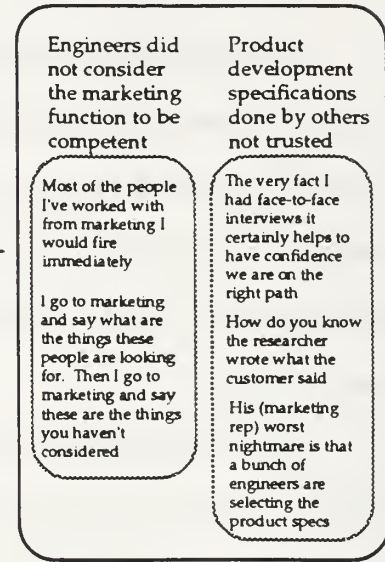 Engineers did
not consider
the marketing
function to be
competent
Most of the people
I've worked with
from marketing I
would fire
immediately
I go to marketing
and say what are
the things these
people are looking
for. Then I go to
marketing and say
these are the things
you haven't
considered
Product
development
specifications
done by others
not trusted
The very fact I
had face-to-face
interviews it
certainly helps to
have confidence
we are on the
right path
How do you know
the researcher
wrote what the
customer said
His (marketing
rep) worst
nightmare is that
a bunch of
engineers are
selecting the
product specs